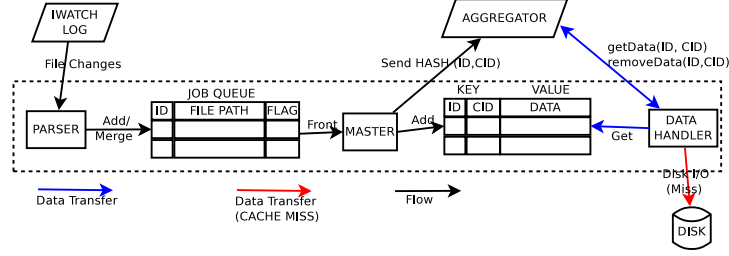 IWATCH
LOG
AGGREGATOR
File Changes
Send HASH (ID,CID)
getData(ID, CID)
removeData(ID,CID)
JOB QUEUE
KEY VALUE
ID FILE PATH FLAG
ID CID DATA
PARSER
Add/
Merge
Front
MASTER
Add
Get
DATA
HANDLER
Disk I/O
(Miss)
Data Transfer
Data Transfer
(CACHE MISS)
Flow
DISK